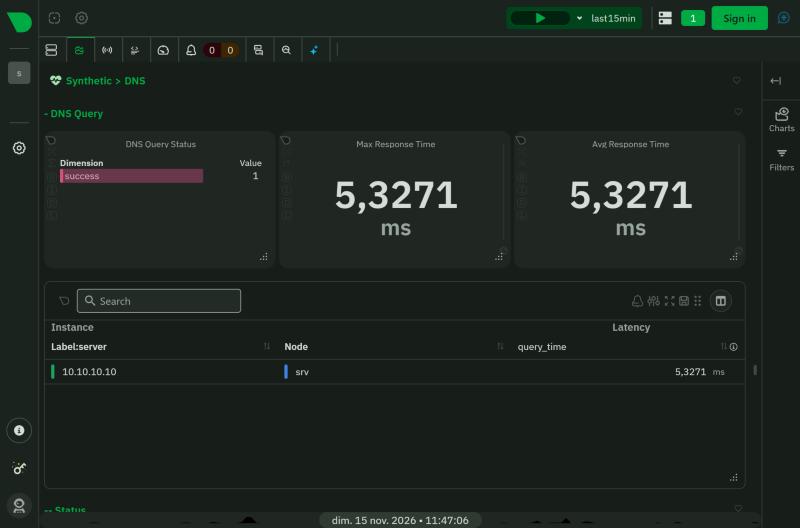 last15min
1
Sign in
s
0 0
Synthetic > DNS
- DNS Query
DNS Query Status
Dimension Value
success 1
Max Response Time
5,3271
ms
Avg Response Time
5,3271
ms
Charts
Filters
Search
Instance Latency
Label:server Node query_time
10.10.10.10 srv 5,3271 ms
-- Status
dim. 15 nov. 2026 • 11:47:06